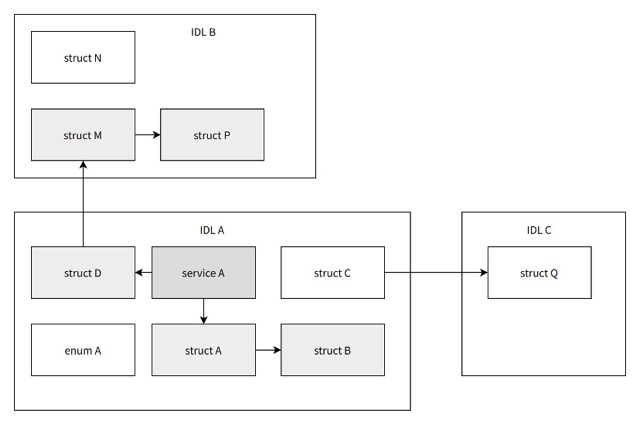 IDL B
struct N
struct M
struct P
IDL A
struct D
service A
struct C
enum A
struct A
struct B
IDL C
struct Q